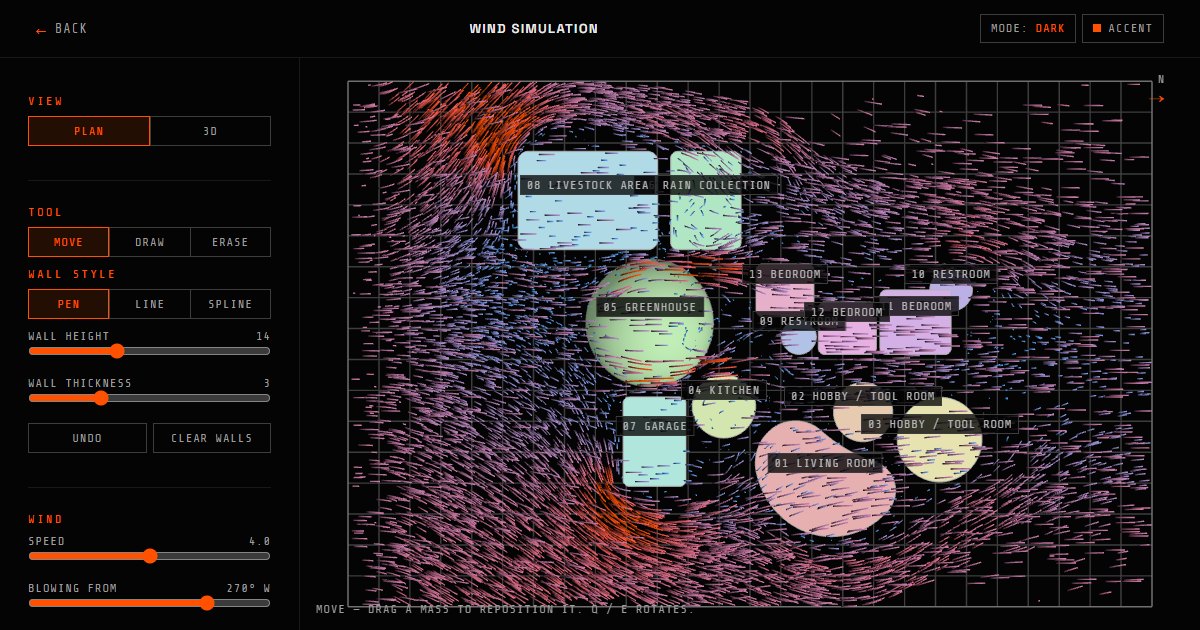 ← BACK
WIND SIMULATION
MODE: DARK
ACCENT
VIEW
PLAN
3D
TOOL
MOVE
DRAW
ERASE
WALL STYLE
PEN
LINE
SPLINE
WALL HEIGHT
14
WALL THICKNESS
3
UNDO
CLEAR WALLS
WIND
SPEED
4.0
BLOWING FROM
270° W
N
08 LIVESTOCK AREA
RAIN COLLECTION
13 BEDROOM
10 RESTROOM
05 GREENHOUSE
12 BEDROOM
BEDROOM
09 RESTROOM
04 KITCHEN
02 HOBBY / TOOL ROOM
07 GARAGE
03 HOBBY / TOOL ROOM
01 LIVING ROOM
MOVE — DRAG A MASS TO REPOSITION IT. Q / E ROTATES.